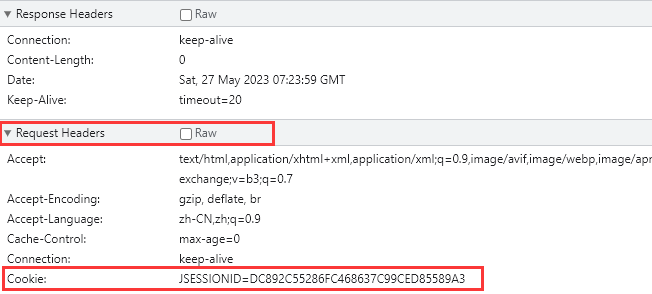 ▼ Response Headers Raw
Connection: keep-alive
Content-Length: 0
Date: Sat, 27 May 2023 07:23:59 GMT
Keep-Alive: timeout=20
▼ Request Headers Raw
Accept: text/html,application/xhtml+xml,application/xml;q=0.9,image/avif,image/webp,image/apn
exchange;v=b3;q=0.7
Accept-Encoding: gzip, deflate, br
Accept-Language: zh-CN,zh;q=0.9
Cache-Control: max-age=0
Connection: keep-alive
Cookie: JSESSIONID=DC892C55286FC468637C99CED85589A3